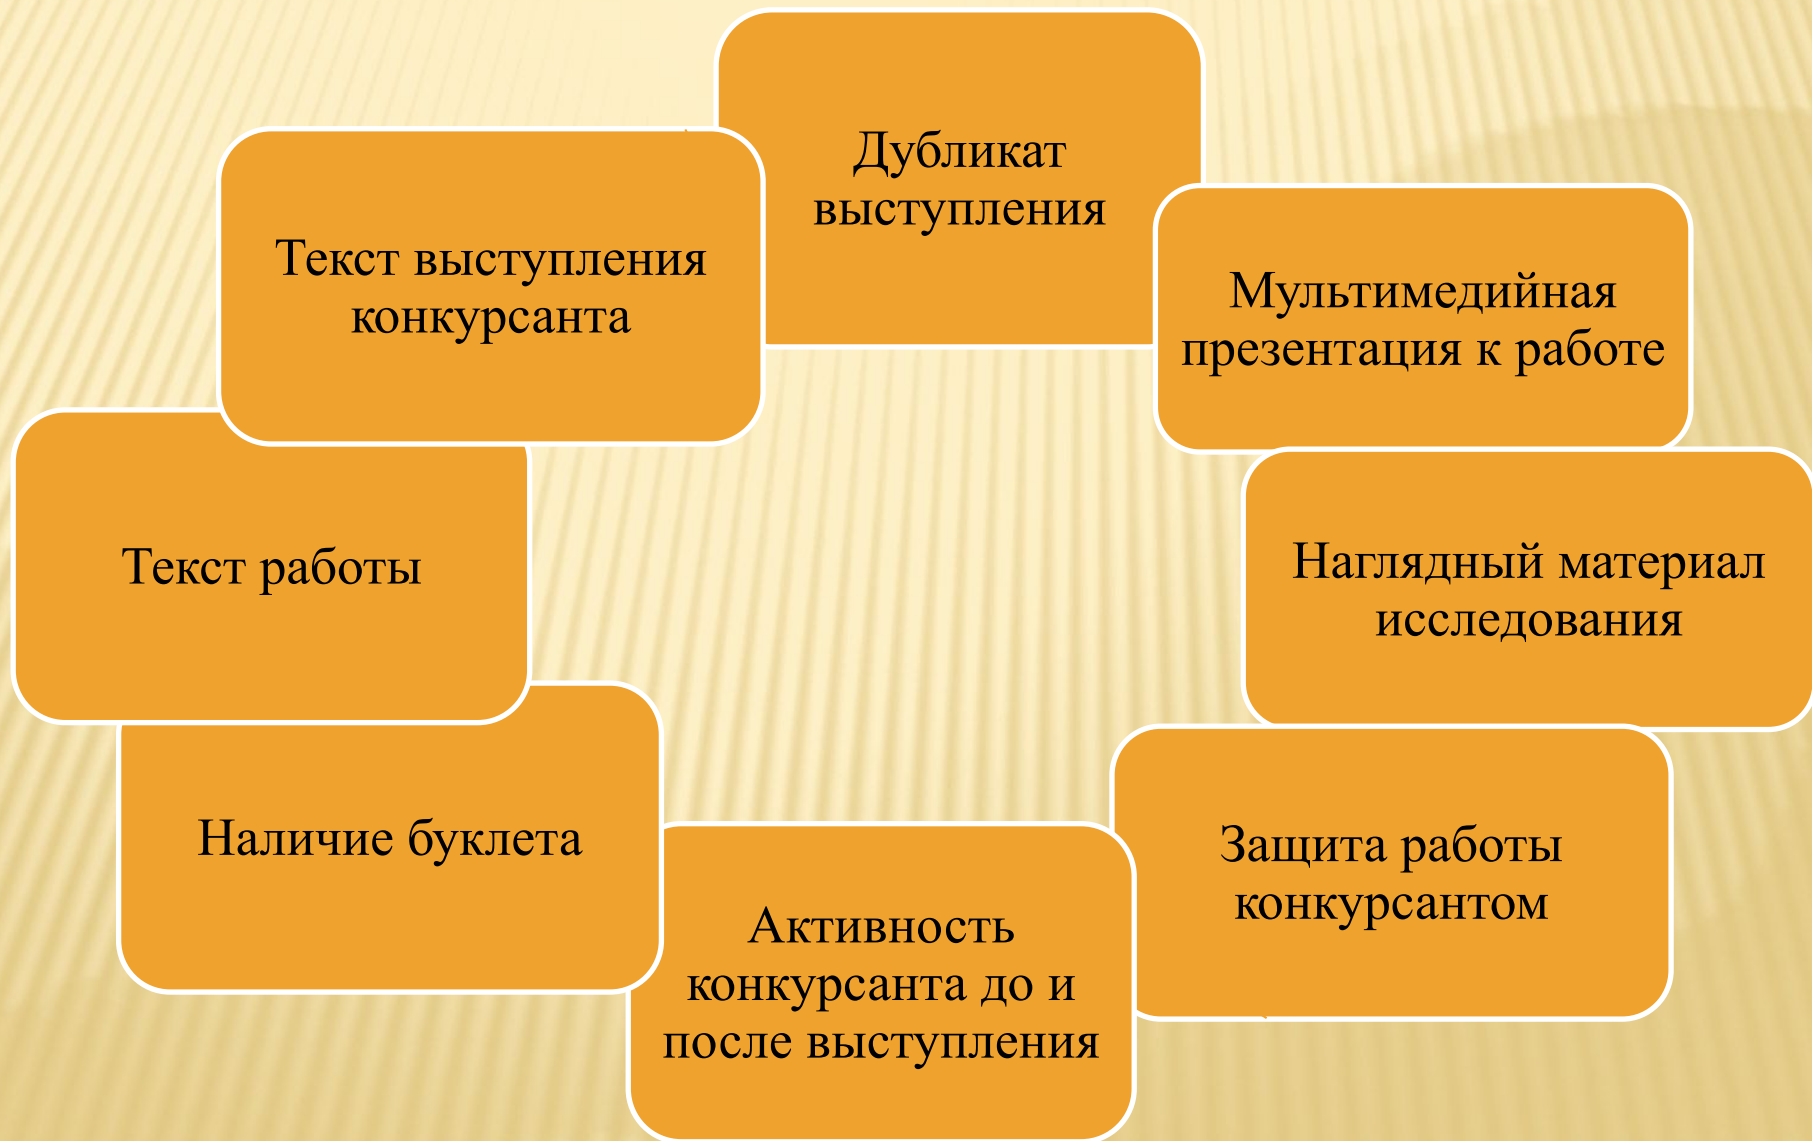 Дубликат
выступления
Текст выступления
конкурсанта
Мультимедийная
презентация к работе
Текст работы
Наглядный материал
исследования
Наличие буклета
Защита работы
конкурсантом
Активность
конкурсанта до и
после выступления